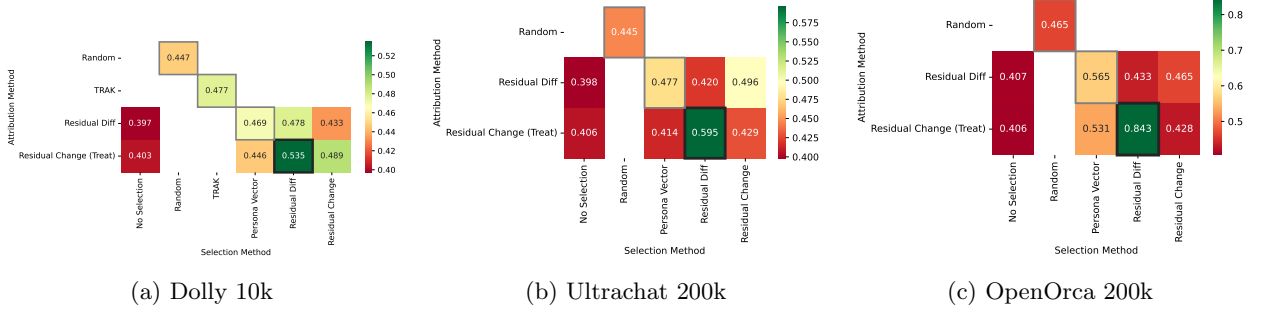 Attribution Method
Random
TRAK
Residual Diff
Residual Change (Treat)
0.447
0.477
0.397 0.469 0.478 0.433
0.403 0.446 0.535 0.489
No Selection
Random
TRAK
Persona Vector
Residual Diff
Residual Change
Selection Method
0.52
0.50
0.48
0.46
0.44
0.42
0.40
(a) Dolly 10k
Attribution Method
Random
Residual Diff
Residual Change (Treat)
0.445
0.398 0.477 0.420 0.496
0.406 0.414 0.595 0.429
No Selection
Random
Persona Vector
Residual Diff
Residual Change
Selection Method
0.575
0.550
0.525
0.500
0.475
0.450
0.425
0.400
(b) Ultrachat 200k
Attribution Method
Random
Residual Diff
Residual Change (Treat)
0.465
0.407 0.565 0.433 0.465
0.406 0.531 0.843 0.428
No Selection
Random
Persona Vector
Residual Diff
Residual Change
Selection Method
0.8
0.7
0.6
0.5
(c) OpenOrca 200k